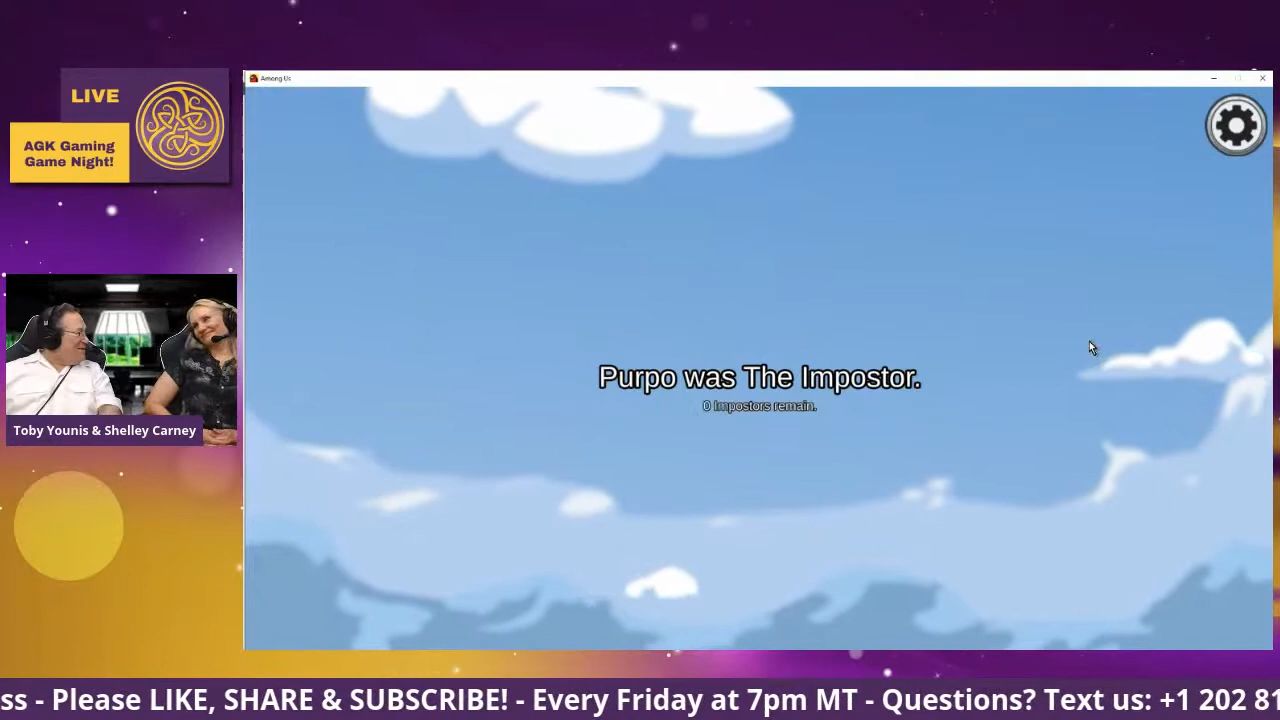 LIVE
AGK Gaming
Game Night!
Among Us
Purpo was The Impostor.
0 Impostors remain.
Toby Younis & Shelley Carney
ss - Please LIKE, SHARE & SUBSCRIBE! - Every Friday at 7pm MT - Questions? Text us: +1 202 81